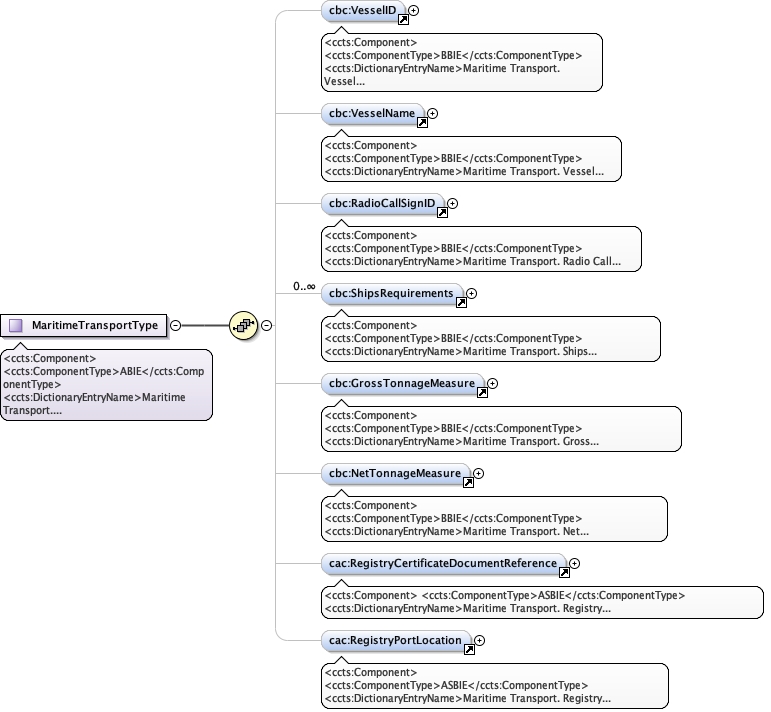 cbc:VesselID
<ccts:Component>
<ccts:ComponentType>BBIE</ccts:ComponentType>
<ccts:DictionaryEntryName>Maritime Transport.
Vessel...
cbc:VesselName
<ccts:Component>
<ccts:ComponentType>BBIE</ccts:ComponentType>
<ccts:DictionaryEntryName>Maritime Transport. Vessel...
cbc:RadioCallSignID
<ccts:Component>
<ccts:ComponentType>BBIE</ccts:ComponentType>
<ccts:DictionaryEntryName>Maritime Transport. Radio Call...
0..∞
cbc:ShipsRequirements
<ccts:Component>
<ccts:ComponentType>BBIE</ccts:ComponentType>
<ccts:DictionaryEntryName>Maritime Transport. Ships...
MaritimeTransportType
<ccts:Component>
<ccts:ComponentType>ABIE</ccts:Comp
onentType>
<ccts:DictionaryEntryName>Maritime
Transport....
cbc:GrossTonnageMeasure
<ccts:Component>
<ccts:ComponentType>BBIE</ccts:ComponentType>
<ccts:DictionaryEntryName>Maritime Transport. Gross...
cbc:NetTonnageMeasure
<ccts:Component>
<ccts:ComponentType>BBIE</ccts:ComponentType>
<ccts:DictionaryEntryName>Maritime Transport. Net...
cac:RegistryCertificateDocumentReference
<ccts:Component> <ccts:ComponentType>ASBIE</ccts:ComponentType>
<ccts:DictionaryEntryName>Maritime Transport. Registry...
cac:RegistryPortLocation
<ccts:Component>
<ccts:ComponentType>ASBIE</ccts:ComponentType>
<ccts:DictionaryEntryName>Maritime Transport. Registry...